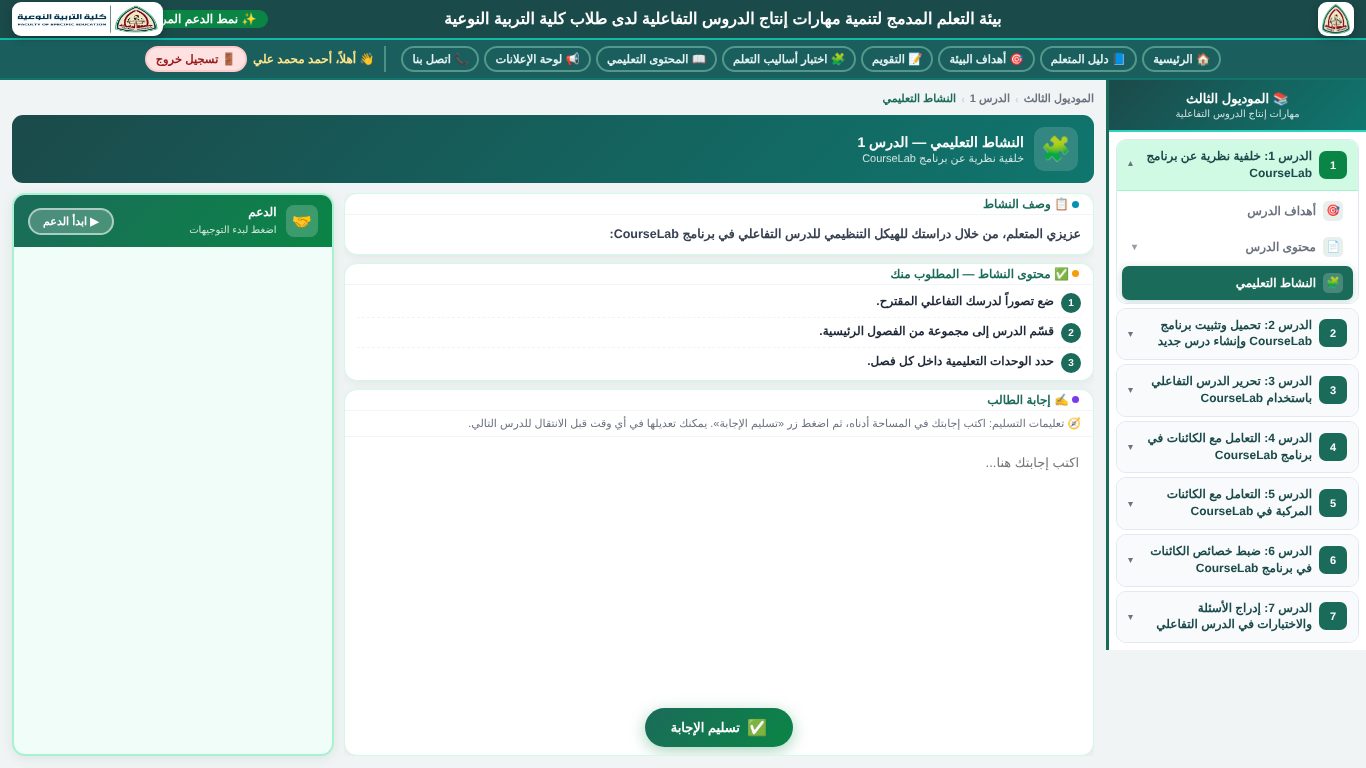 بيئة التعلم المدمج لتنمية مهارات إنتاج الدروس التفاعلية لدى طلاب كلية التربية النوعية
✨ نمط الدعم المر
كلية التربية النوعية
FACULTY OF SPECIFIC EDUCATION
🏠 الرئيسية
📘 دليل المتعلم
🎯 أهداف البيئة
📝 التقويم
🧩 اختبار أساليب التعلم
📖 المحتوى التعليمي
📢 لوحة الإعلانات
📞 اتصل بنا
👋 أهلاً، أحمد محمد علي
🚪 تسجيل خروج
📚 الموديول الثالث
مهارات إنتاج الدروس التفاعلية
1
الدرس 1: خلفية نظرية عن برنامج
CourseLab
🎯 أهداف الدرس
📄 محتوى الدرس
🧩 النشاط التعليمي
2
الدرس 2: تحميل وتثبيت برنامج
CourseLab وإنشاء درس جديد
3
الدرس 3: تحرير الدرس التفاعلي
باستخدام CourseLab
4
الدرس 4: التعامل مع الكائنات في
برنامج CourseLab
5
الدرس 5: التعامل مع الكائنات
المركبة في CourseLab
6
الدرس 6: ضبط خصائص الكائنات
في برنامج CourseLab
7
الدرس 7: إدراج الأسئلة
والاختبارات في الدرس التفاعلي
الموديول الثالث › الدرس 1 › النشاط التعليمي
🧩 النشاط التعليمي — الدرس 1
خلفية نظرية عن برنامج CourseLab
📋 وصف النشاط
عزيزي المتعلم، من خلال دراستك للهيكل التنظيمي للدرس التفاعلي في برنامج CourseLab:
✅ محتوى النشاط — المطلوب منك
1 ضع تصوراً لدرسك التفاعلي المقترح.
2 قسّم الدرس إلى مجموعة من الفصول الرئيسية.
3 حدد الوحدات التعليمية داخل كل فصل.
✍️ إجابة الطالب
🧭 تعليمات التسليم: اكتب إجابتك في المساحة أدناه، ثم اضغط زر «تسليم الإجابة». يمكنك تعديلها في أي وقت قبل الانتقال للدرس التالي.
اكتب إجابتك هنا...
✅ تسليم الإجابة
🤝 الدعم
اضغط لبدء التوجيهات
▶ ابدأ الدعم